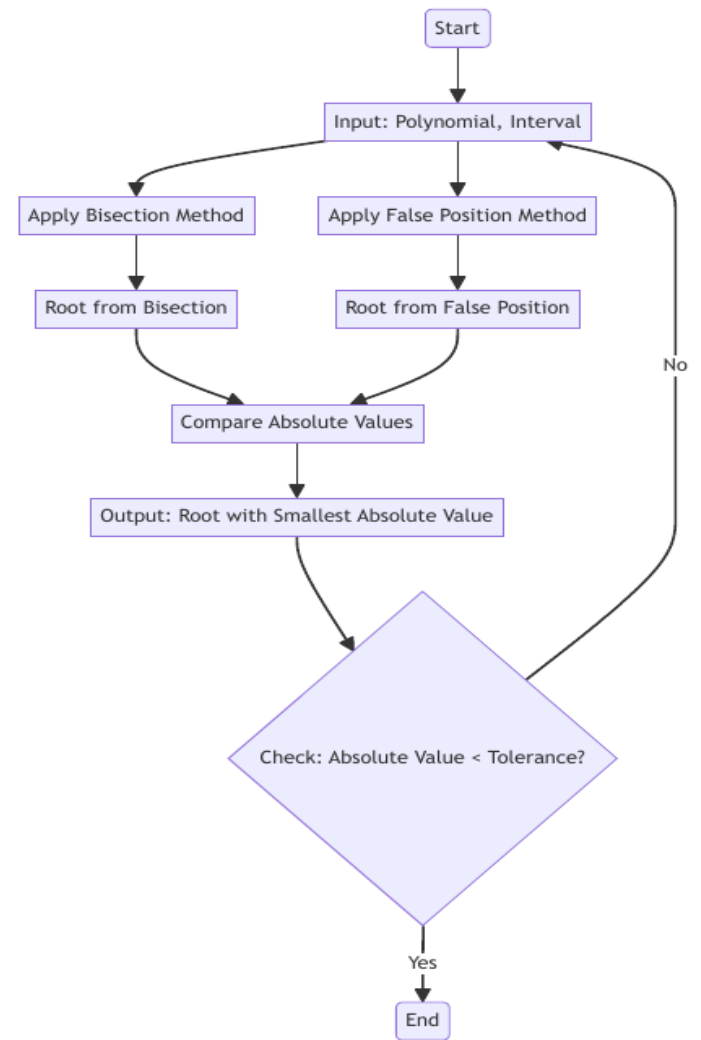 Start
Input: Polynomial, Interval
Apply Bisection Method
Apply False Position Method
Root from Bisection
Root from False Position
No
Compare Absolute Values
Output: Root with Smallest Absolute Value
Check: Absolute Value < Tolerance?
Yes
End